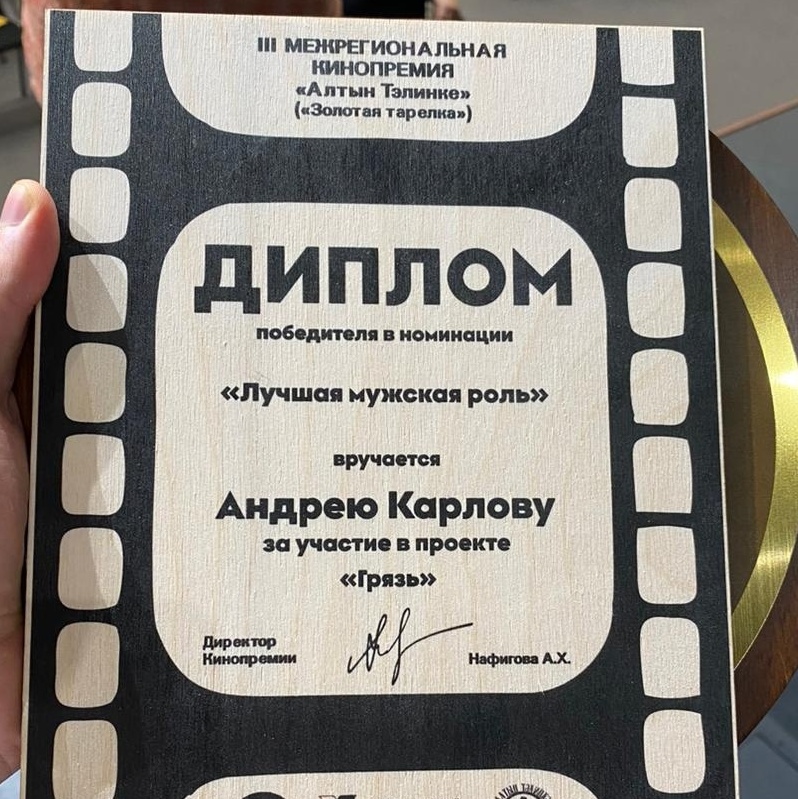 III МЕЖРЕГИОНАЛЬНАЯ
КИНОПРЕМИЯ
«Алтын Тэлинке»
(«Золотая тарелка»)
ДИПЛОМ
победителя в номинации
«Лучшая мужская роль»
вручается
Андрею Карлову
за участие в проекте
«Грязь»
Директор
Кинопремии
Нафигова А.Х.